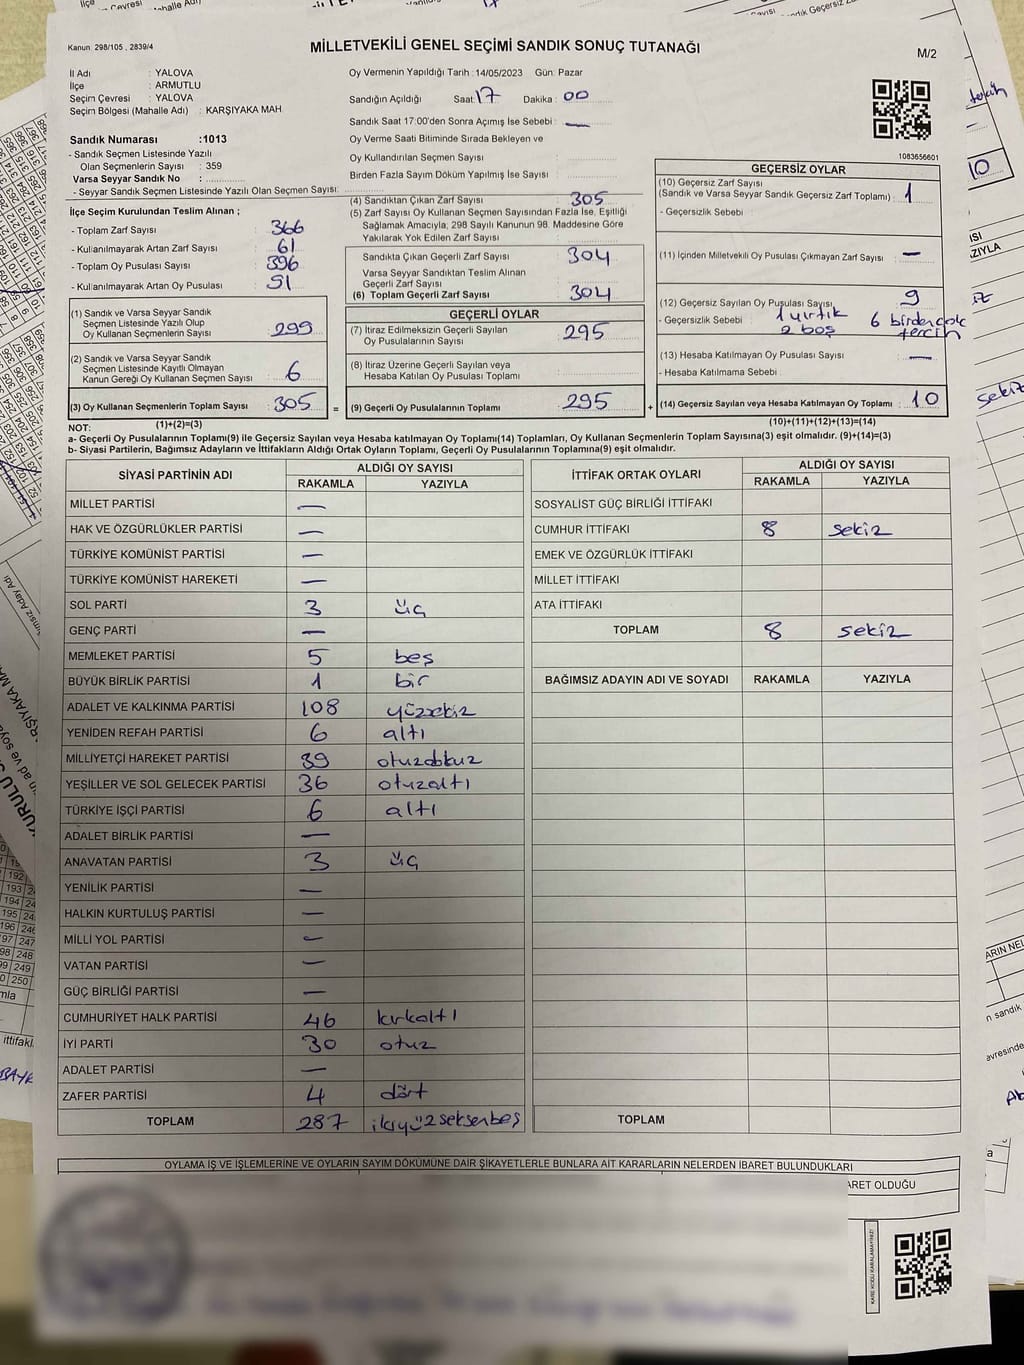 Kanun: 298/105 , 2839/4
MİLLETVEKİLİ GENEL SEÇİMİ SANDIK SONUÇ TUTANAĞI
M/2
İl Adı : YALOVA
İlçe : ARMUTLU
Seçim Çevresi : YALOVA
Seçim Bölgesi (Mahalle Adı) : KARŞIYAKA MAH
Oy Vermenin Yapıldığı Tarih : 14/05/2023 Gün: Pazar
Sandığın Açıldığı Saat: 17 Dakika : 00
Sandık Saat 17:00'den Sonra Açımış İse Sebebi : —
Oy Verme Saati Bitiminde Sırada Bekleyen ve
Oy Kullandırılan Seçmen Sayısı
Birden Fazla Sayım Döküm Yapılmış İse Sayısı
1083656601
Sandık Numarası :1013
- Sandık Seçmen Listesinde Yazılı
Olan Seçmenlerin Sayısı : 359
Varsa Seyyar Sandık No :
- Seyyar Sandık Seçmen Listesinde Yazılı Olan Seçmen Sayısı:
İlçe Seçim Kurulundan Teslim Alınan ;
- Toplam Zarf Sayısı : 366
- Kullanılmayarak Artan Zarf Sayısı : 61
- Toplam Oy Pusulası Sayısı : 396
- Kullanılmayarak Artan Oy Pusulası : 91
(1) Sandık ve Varsa Seyyar Sandık
Seçmen Listesinde Yazılı Olup
Oy Kullanan Seçmenlerin Sayısı : 299
(2) Sandık ve Varsa Seyyar Sandık
Seçmen Listesinde Kayıtlı Olmayan
Kanun Gereği Oy Kullanan Seçmen Sayısı : 6
(3) Oy Kullanan Seçmenlerin Toplam Sayısı : 305
(1)+(2)=(3)
(4) Sandıktan Çıkan Zarf Sayısı : 305
(5) Zarf Sayısı Oy Kullanan Seçmen Sayısından Fazla İse, Eşitliği
Sağlamak Amacıyla; 298 Sayılı Kanunun 98. Maddesine Göre
Yakılarak Yok Edilen Zarf Sayısı :
Sandıkta Çıkan Geçerli Zarf Sayısı : 304
Varsa Seyyar Sandıktan Teslim Alınan
Geçerli Zarf Sayısı :
(6) Toplam Geçerli Zarf Sayısı : 304
GEÇERLİ OYLAR
(7) İtiraz Edilmeksizin Geçerli Sayılan
Oy Pusulalarının Sayısı : 295
(8) İtiraz Üzerine Geçerli Sayılan veya
Hesaba Katılan Oy Pusulası Toplamı :
= (9) Geçerli Oy Pusulalarının Toplamı : 295 +
GEÇERSİZ OYLAR
(10) Geçersiz Zarf Sayısı
(Sandık ve Varsa Seyyar Sandık Geçersiz Zarf Toplamı) : 1
- Geçersizlik Sebebi :
(11) İçinden Milletvekili Oy Pusulası Çıkmayan Zarf Sayısı : —
(12) Geçersiz Sayılan Oy Pusulası Sayısı : 9
- Geçersizlik Sebebi : 1 yırtık 6 birden çok
2 boş tercih
(13) Hesaba Katılmayan Oy Pusulası Sayısı : —
- Hesaba Katılmama Sebebi :
(14) Geçersiz Sayılan veya Hesaba Katılmayan Oy Toplamı : 10
(10)+(11)+(12)+(13)=(14)
NOT:
a- Geçerli Oy Pusulalarının Toplamı(9) ile Geçersiz Sayılan veya Hesaba katılmayan Oy Toplamı(14) Toplamları, Oy Kullanan Seçmenlerin Toplam Sayısına(3) eşit olmalıdır. (9)+(14)=(3)
b- Siyasi Partilerin, Bağımsız Adayların ve İttifakların Aldığı Ortak Oyların Toplamı, Geçerli Oy Pusulalarının Toplamına(9) eşit olmalıdır.
SİYASİ PARTİNİN ADI ALDIĞI OY SAYISI
RAKAMLA YAZIYLA
MİLLET PARTİSİ —
HAK VE ÖZGÜRLÜKLER PARTİSİ —
TÜRKİYE KOMÜNİST PARTİSİ —
TÜRKİYE KOMÜNİST HAREKETİ —
SOL PARTİ 3 üç
GENÇ PARTİ —
MEMLEKET PARTİSİ 5 beş
BÜYÜK BİRLİK PARTİSİ 1 bir
ADALET VE KALKINMA PARTİSİ 108 yüzsekiz
YENİDEN REFAH PARTİSİ 6 altı
MİLLİYETÇİ HAREKET PARTİSİ 39 otuzdokuz
YEŞİLLER VE SOL GELECEK PARTİSİ 36 otuzaltı
TÜRKİYE İŞÇİ PARTİSİ 6 altı
ADALET BİRLİK PARTİSİ —
ANAVATAN PARTİSİ 3 üç
YENİLİK PARTİSİ —
HALKIN KURTULUŞ PARTİSİ —
MİLLİ YOL PARTİSİ —
VATAN PARTİSİ —
GÜÇ BİRLİĞİ PARTİSİ —
CUMHURİYET HALK PARTİSİ 46 kırkaltı
İYİ PARTİ 30 otuz
ADALET PARTİSİ —
ZAFER PARTİSİ 4 dört
TOPLAM 287 ikiyüzseksenbeş
İTTİFAK ORTAK OYLARI ALDIĞI OY SAYISI
RAKAMLA YAZIYLA
SOSYALİST GÜÇ BİRLİĞİ İTTİFAKI
CUMHUR İTTİFAKI 8 sekiz
EMEK VE ÖZGÜRLÜK İTTİFAKI
MİLLET İTTİFAKI
ATA İTTİFAKI
TOPLAM 8 sekiz
BAĞIMSIZ ADAYIN ADI VE SOYADI RAKAMLA YAZIYLA
TOPLAM
OYLAMA İŞ VE İŞLEMLERİNE VE OYLARIN SAYIM DÖKÜMÜNE DAİR ŞİKAYETLERLE BUNLARA AİT KARARLARIN NELERDEN İBARET BULUNDUKLARI
ARET OLDUĞU
KARE KODU KARALAMAYINIZ!